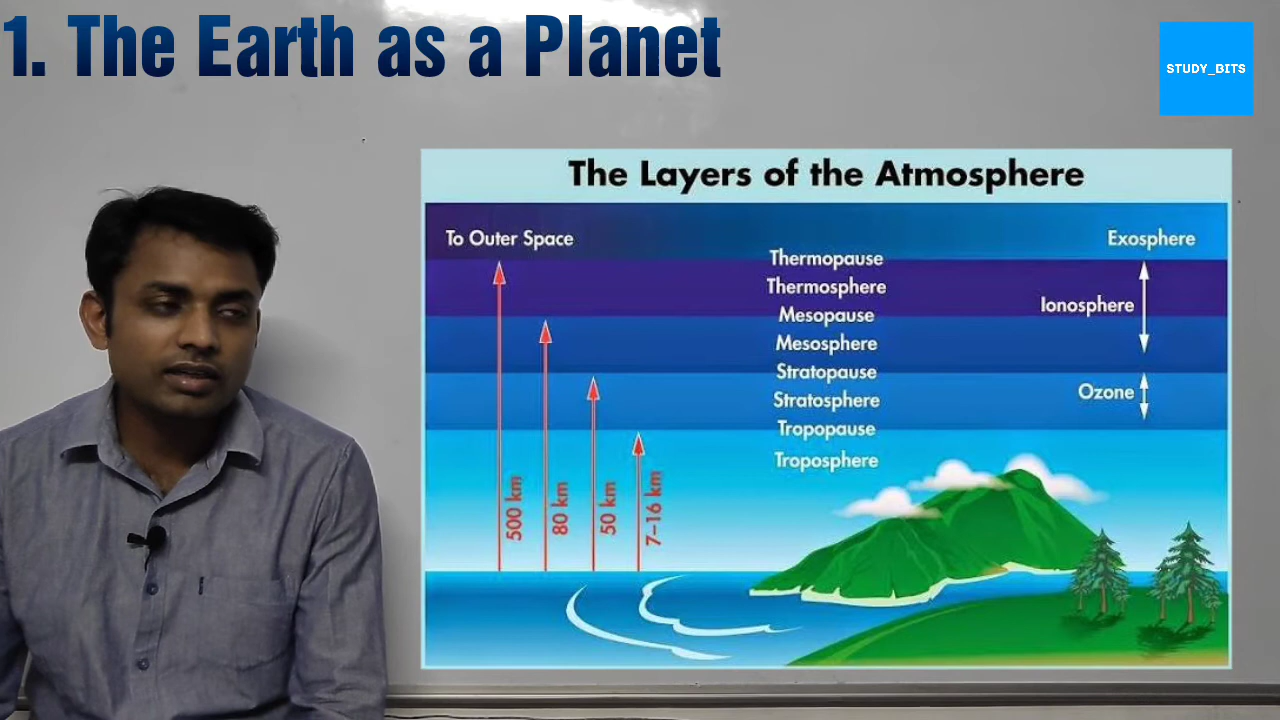 1. The Earth as a Planet
STUDY_BITS
The Layers of the Atmosphere
To Outer Space
Exosphere
Thermopause
Thermosphere
Ionosphere
Mesopause
Mesosphere
Stratopause
Ozone
Stratosphere
Tropopause
Troposphere
500 km
80 km
50 km
7–16 km